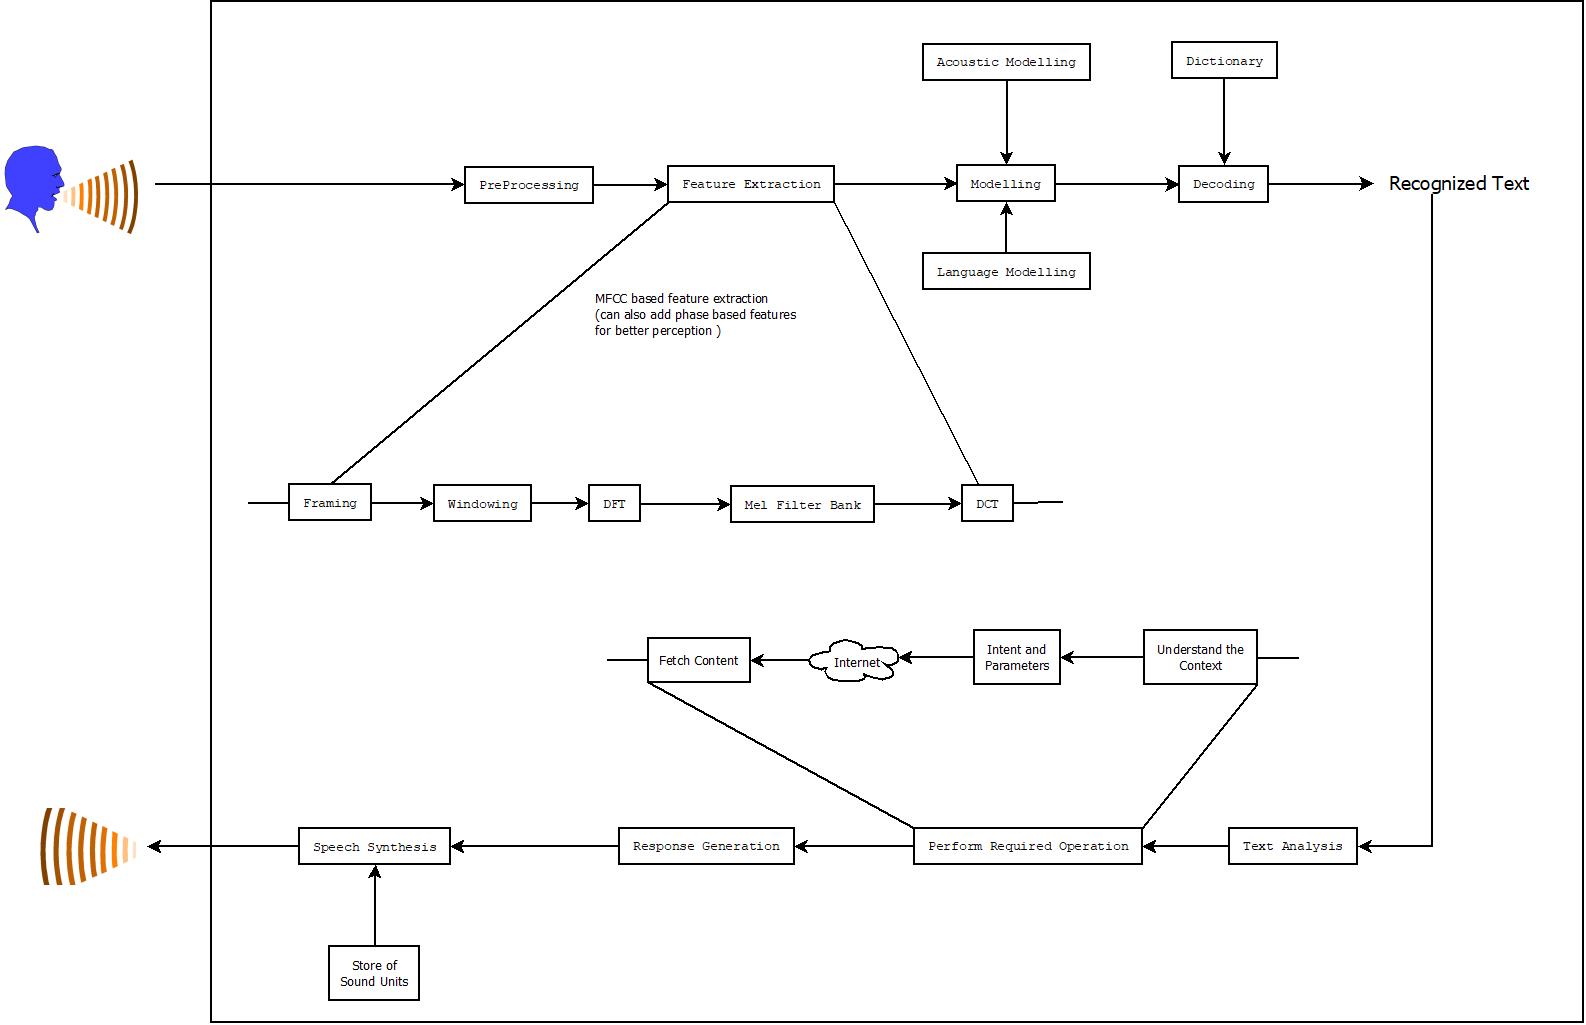 Acoustic Modelling
Dictionary
PreProcessing
Feature Extraction
Modelling
Decoding
Recognized Text
Language Modelling
MFCC based feature extraction
(can also add phase based features
for better perception )
Framing
Windowing
DFT
Mel Filter Bank
DCT
Fetch Content
Internet
Intent and
Parameters
Understand the
Context
Speech Synthesis
Response Generation
Perform Required Operation
Text Analysis
Store of
Sound Units